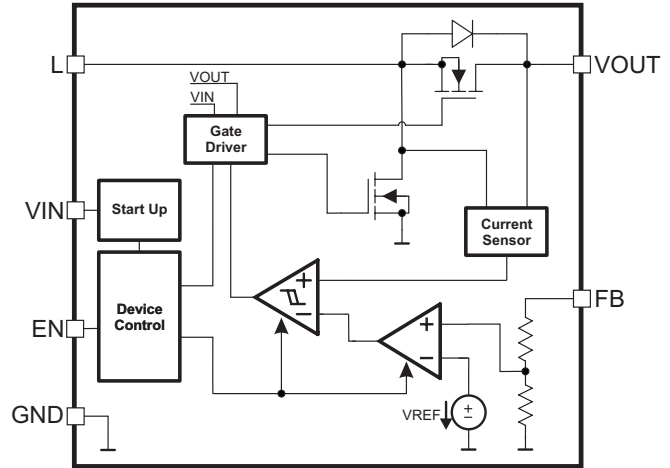 L
VOUT
VOUT
VIN
Gate
Driver
VIN
Start Up
Current
Sensor
EN
Device
Control
FB
+
−
+
−
VREF
+
−
GND